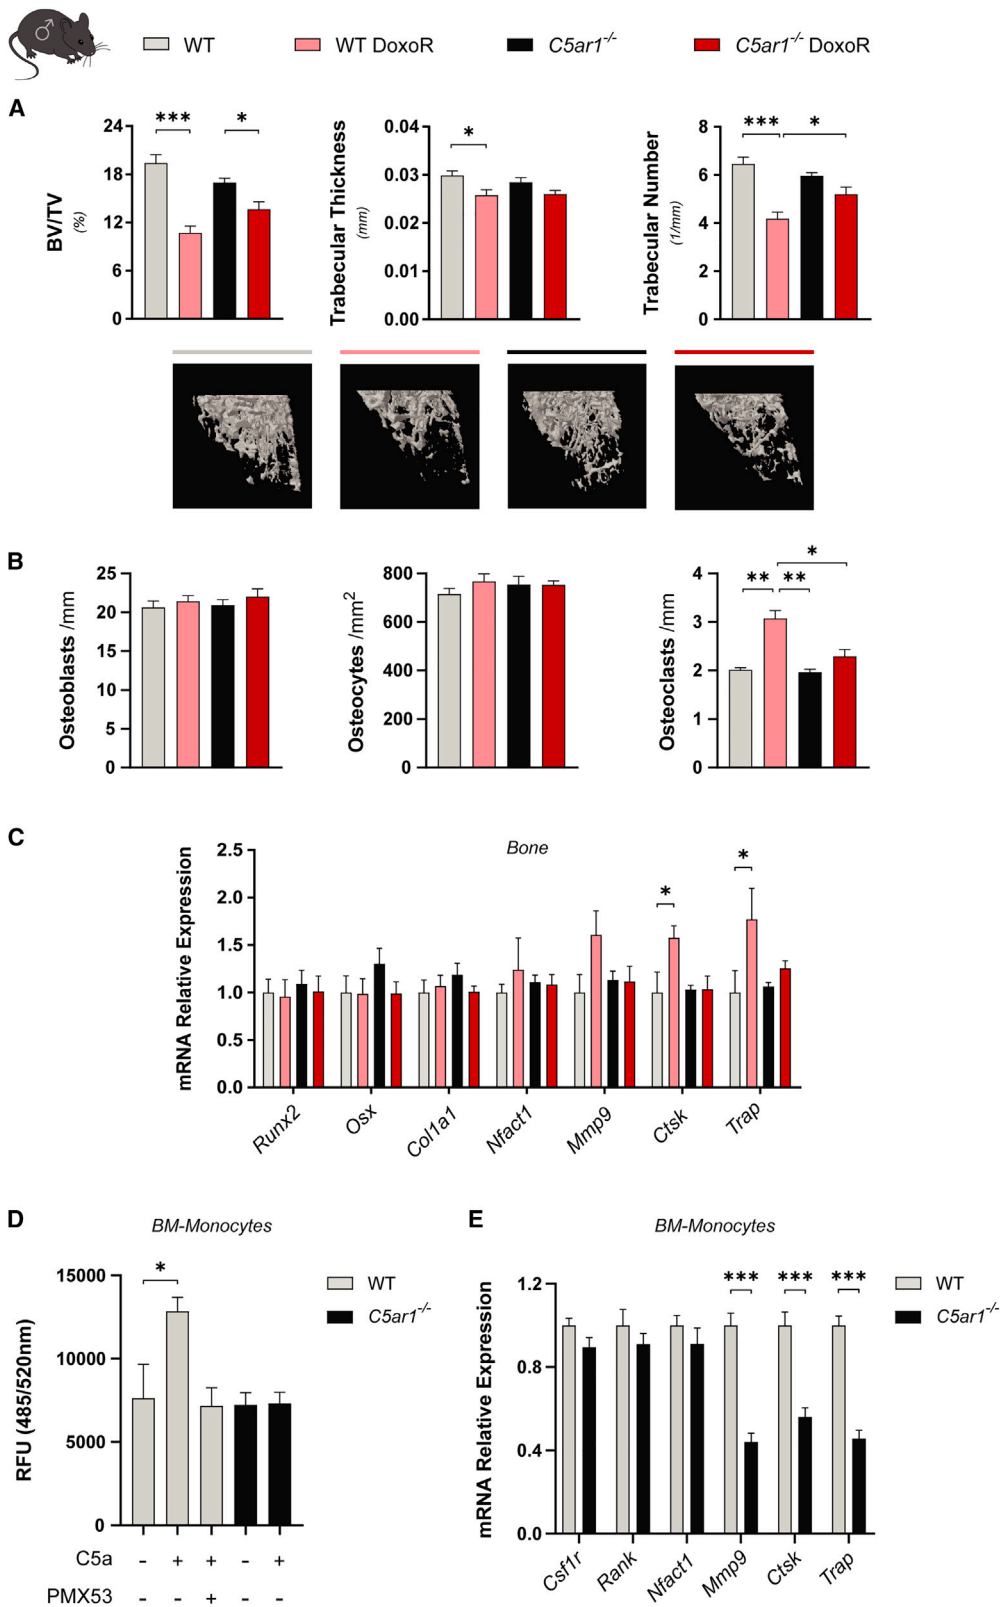 ♂
WT
WT DoxoR
C5ar1-/-
C5ar1-/- DoxoR
A
BV/TV
(%)
24
18
12
6
0
*** *
Trabecular Thickness
(mm)
0.04
0.03
0.02
0.01
0.00
*
Trabecular Number
(1/mm)
8
6
4
2
0
*** *
B
Osteoblasts /mm
25
20
15
10
5
0
Osteocytes /mm2
800
600
400
200
0
Osteoclasts /mm
4
3
2
1
0
*
** **
C
Bone
mRNA Relative Expression
2.5
2.0
1.5
1.0
0.5
0.0
*
*
Runx2 Osx Col1a1 Nfact1 Mmp9 Ctsk Trap
D
BM-Monocytes
RFU (485/520nm)
15000
10000
5000
0
*
WT
C5ar1-/-
C5a - + + - +
PMX53 - - + - -
E
BM-Monocytes
mRNA Relative Expression
1.2
0.8
0.4
0.0
*** *** ***
WT
C5ar1-/-
Csf1r Rank Nfact1 Mmp9 Ctsk Trap